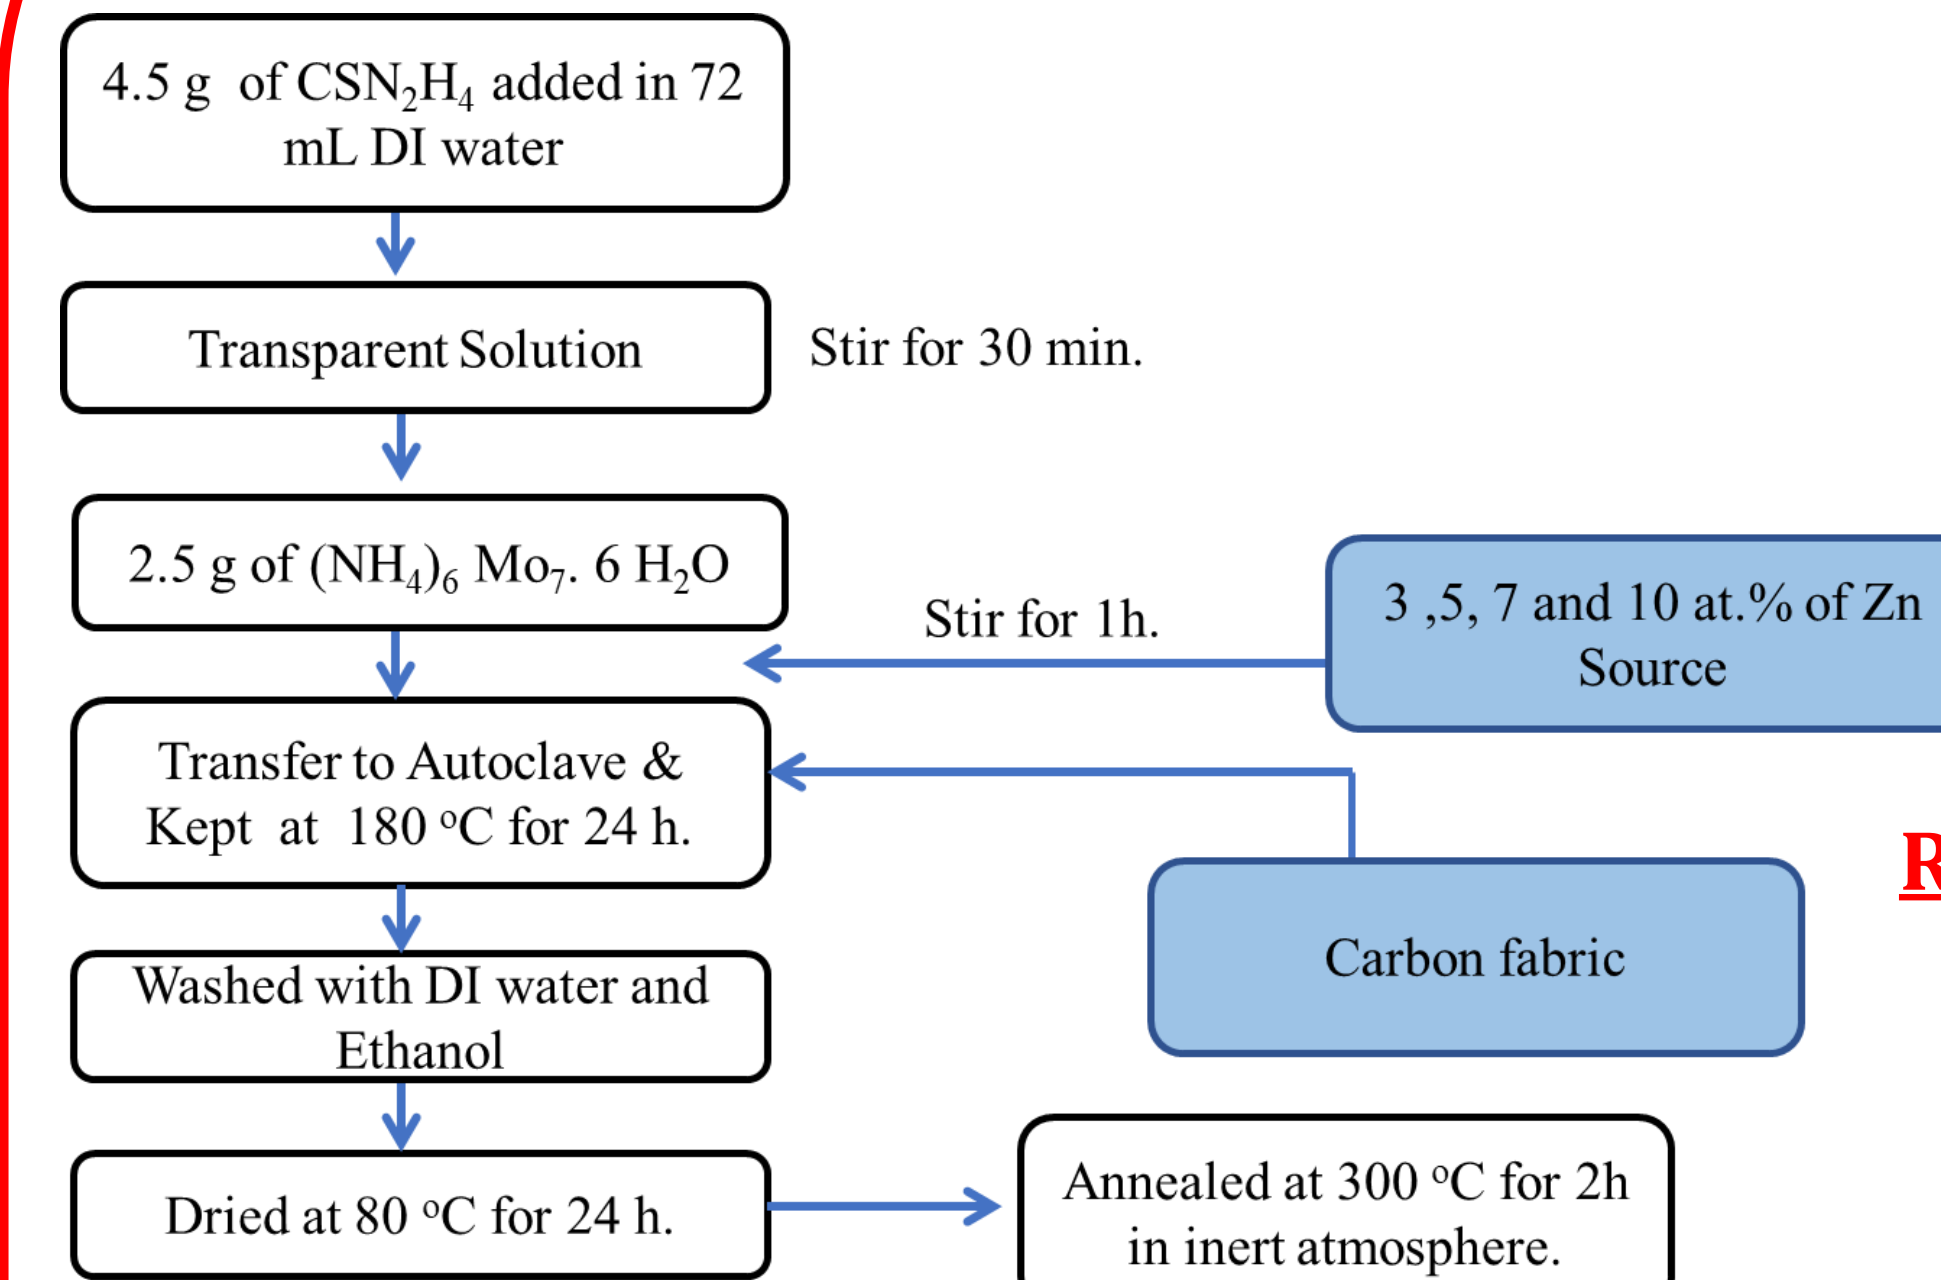 4.5 g of CSN₂H₄ added in 72
mL DI water
Transparent Solution
Stir for 30 min.
2.5 g of (NH₄)₆ Mo₇. 6 H₂O
Stir for 1h.
3 ,5, 7 and 10 at.% of Zn
Source
Transfer to Autoclave &
Kept at 180 ᵒC for 24 h.
R
Carbon fabric
Washed with DI water and
Ethanol
Dried at 80 ᵒC for 24 h.
Annealed at 300 ᵒC for 2h
in inert atmosphere.